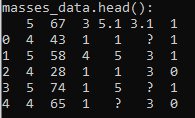 masses_data.head():
   5  67  3 5.1 3.1  1
0  4  43  1   1   ?  1
1  5  58  4   5   3  1
2  4  28  1   1   3  0
3  5  74  1   5   ?  1
4  4  65  1   ?   3  0